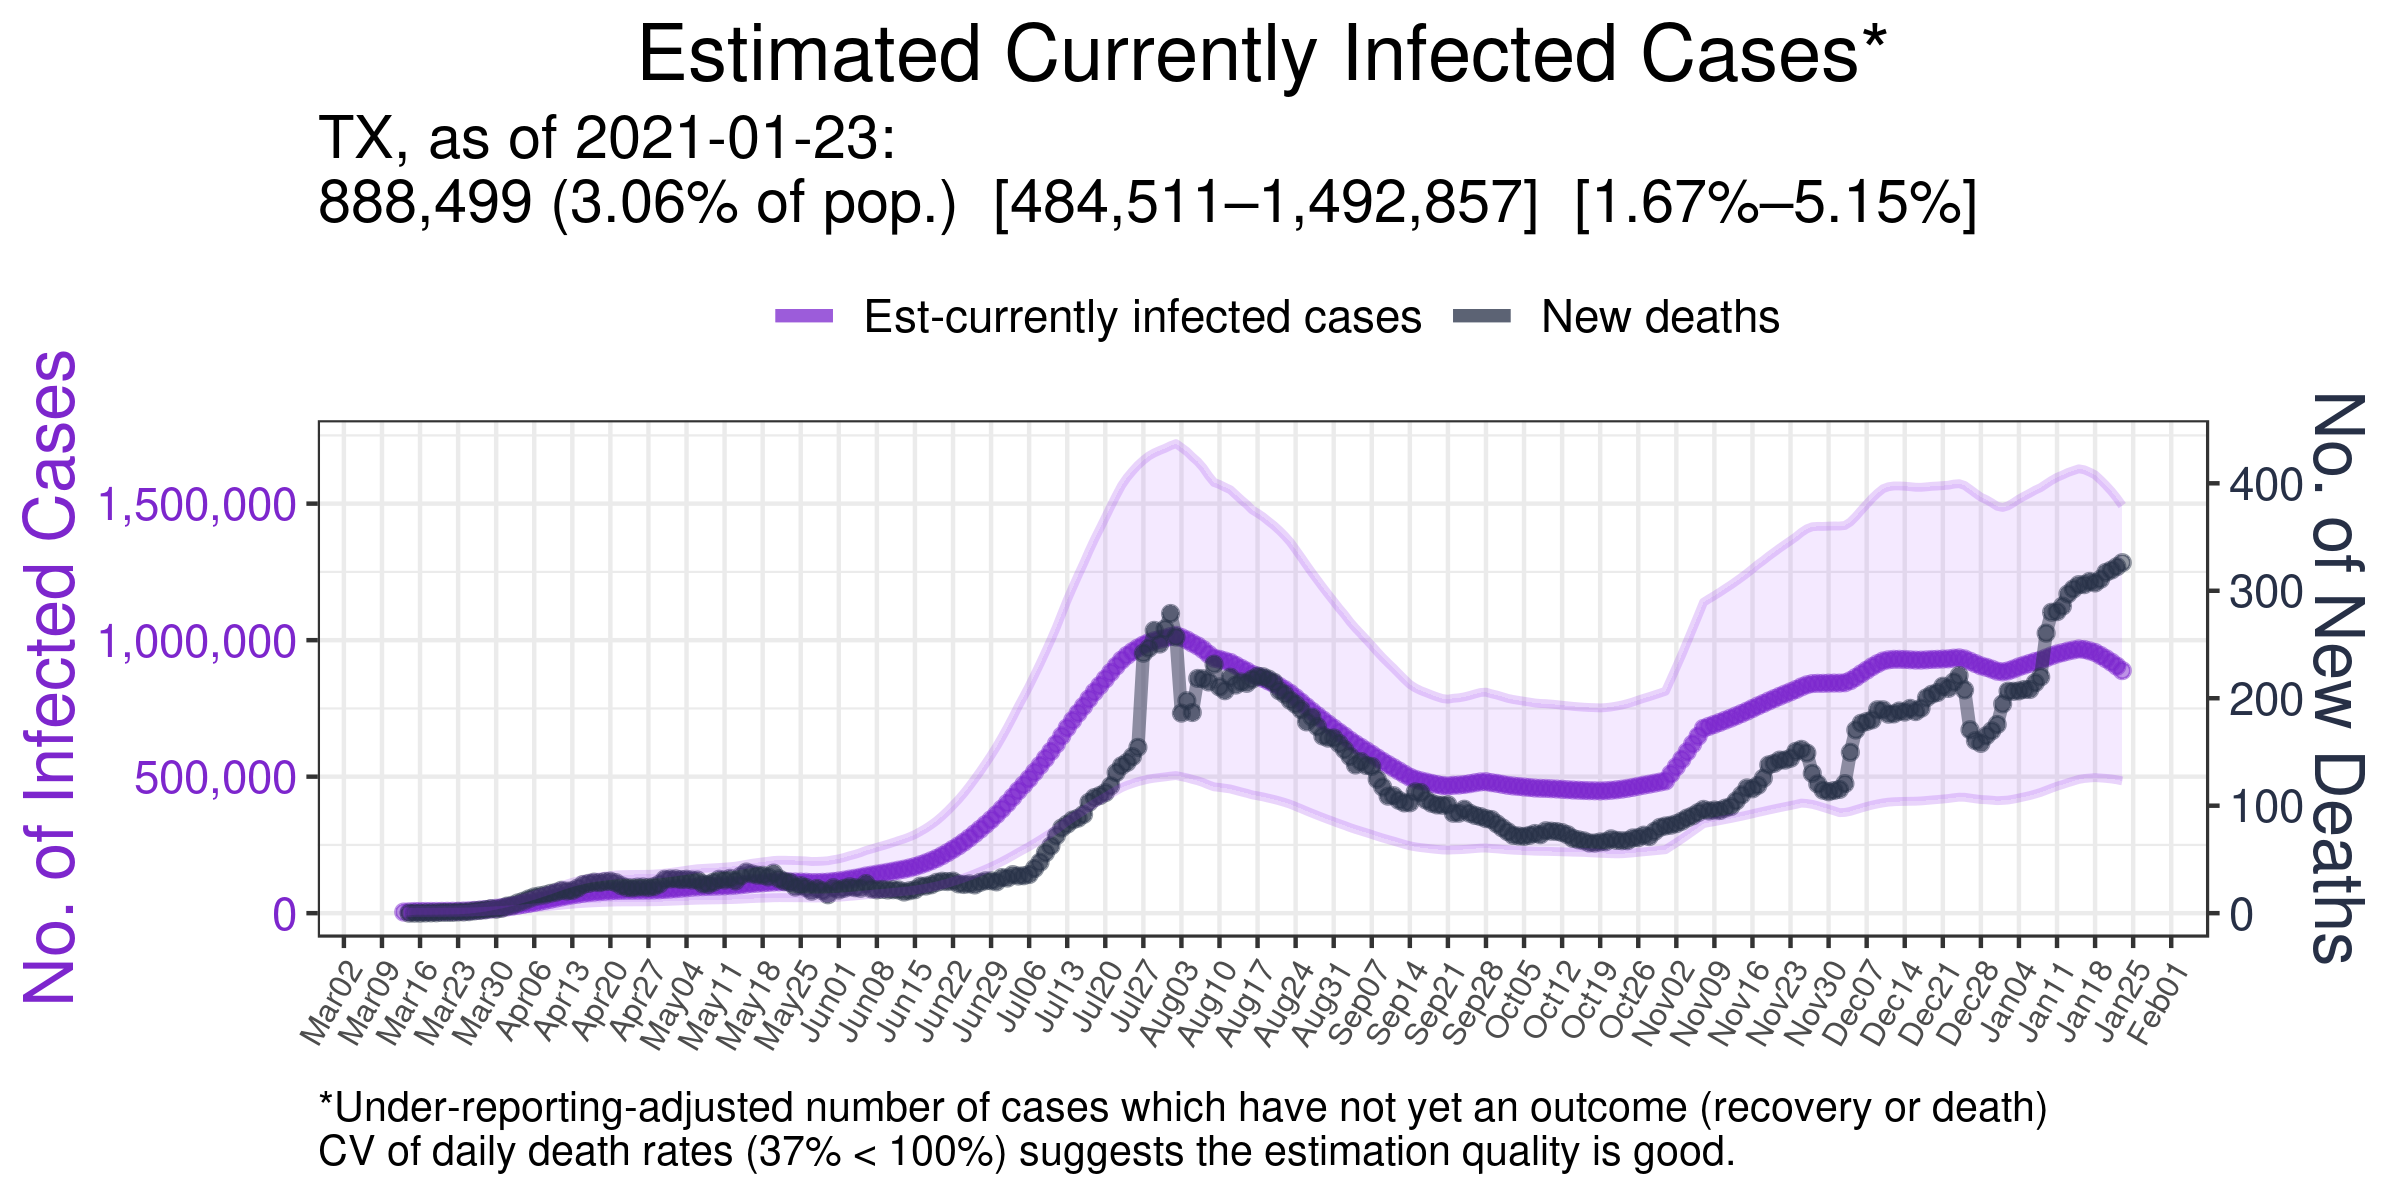 Estimated Currently Infected Cases*
TX, as of 2021-01-23:
888,499 (3.06% of pop.) [484,511–1,492,857] [1.67%–5.15%]
Est-currently infected cases
New deaths
No. of Infected Cases
1,500,000
1,000,000
500,000
0
No. of New Deaths
400
300
200
100
0
Mar02
Mar09
Mar16
Mar23
Mar30
Apr06
Apr13
Apr20
Apr27
May04
May11
May18
May25
Jun01
Jun08
Jun15
Jun22
Jun29
Jul06
Jul13
Jul20
Jul27
Aug03
Aug10
Aug17
Aug24
Aug31
Sep07
Sep14
Sep21
Sep28
Oct05
Oct12
Oct19
Oct26
Nov02
Nov09
Nov16
Nov23
Nov30
Dec07
Dec14
Dec21
Dec28
Jan04
Jan11
Jan18
Jan25
Feb01
*Under-reporting-adjusted number of cases which have not yet an outcome (recovery or death)
CV of daily death rates (37% < 100%) suggests the estimation quality is good.